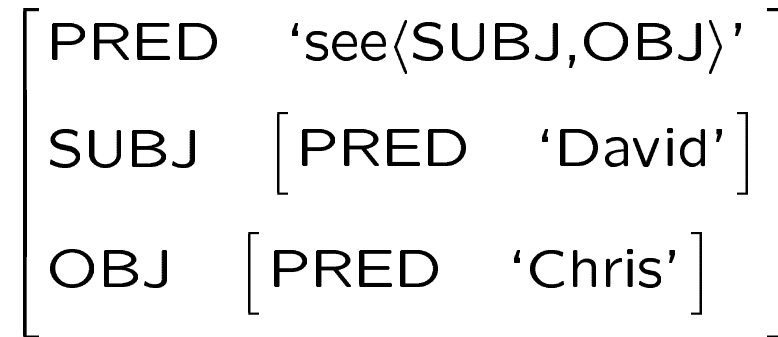 PRED ‘see⟨SUBJ,OBJ⟩’
SUBJ [PRED ‘David’]
OBJ [PRED ‘Chris’]